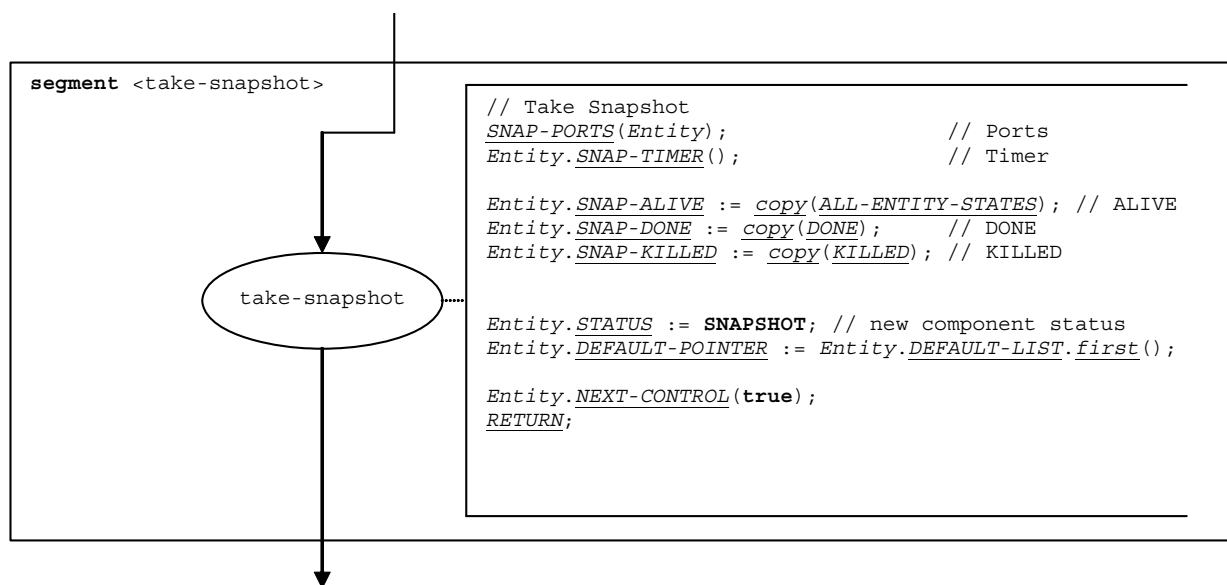 segment <take-snapshot>
// Take Snapshot
SNAP-PORTS(Entity); // Ports
Entity.SNAP-TIMER(); // Timer
Entity.SNAP-ALIVE := copy(ALL-ENTITY-STATES); // ALIVE
Entity.SNAP-DONE := copy(DONE); // DONE
Entity.SNAP-KILLED := copy(KILLED); // KILLED
take-snapshot
Entity.STATUS := SNAPSHOT; // new component status
Entity.DEFAULT-POINTER := Entity.DEFAULT-LIST.first();
Entity.NEXT-CONTROL(true);
RETURN;